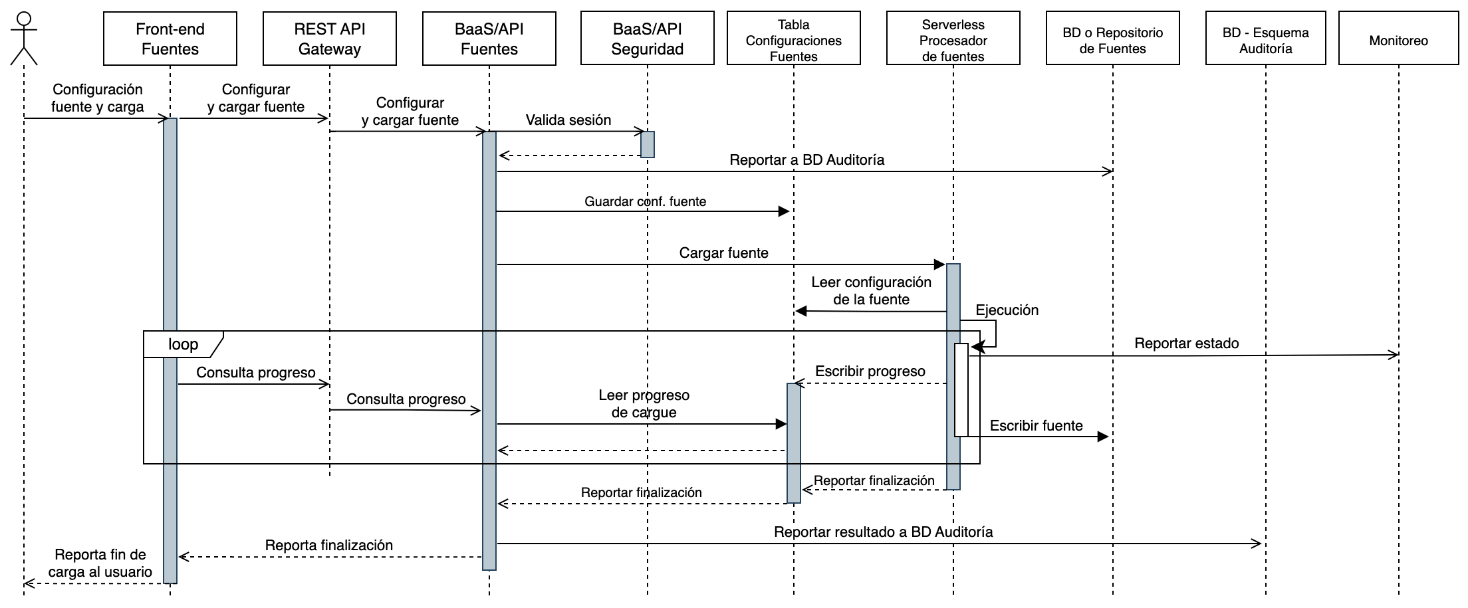 Front-end
Fuentes
REST API
Gateway
BaaS/API
Fuentes
BaaS/API
Seguridad
Tabla
Configuraciones
Fuentes
Serverless
Procesador
de fuentes
BD o Repositorio
de Fuentes
BD - Esquema
Auditoría
Monitoreo
Configuración
fuente y carga
Configurar
y cargar fuente
Configurar
y cargar fuente
Valida sesión
Reportar a BD Auditoría
Guardar conf. fuente
Cargar fuente
Leer configuración
de la fuente
Ejecución
loop
Reportar estado
Consulta progreso
Escribir progreso
Consulta progreso
Leer progreso
de cargue
Escribir fuente
Reportar finalización
Reportar finalización
Reportar resultado a BD Auditoría
Reporta finalización
Reporta fin de
carga al usuario